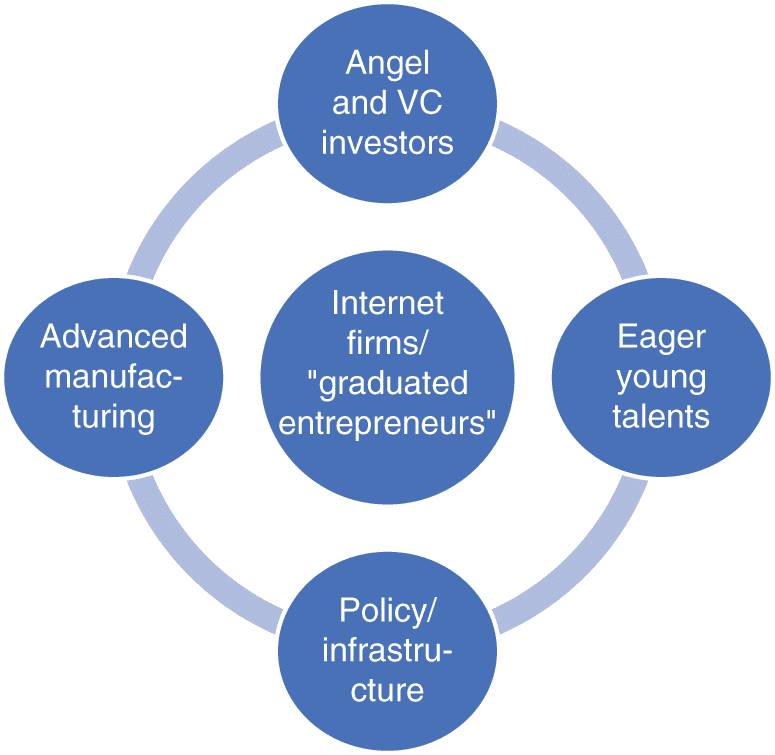 Angel
and VC
investors
Advanced
manufac-
turing
Internet
firms/
"graduated
entrepreneurs"
Eager
young
talents
Policy/
infrastru-
cture